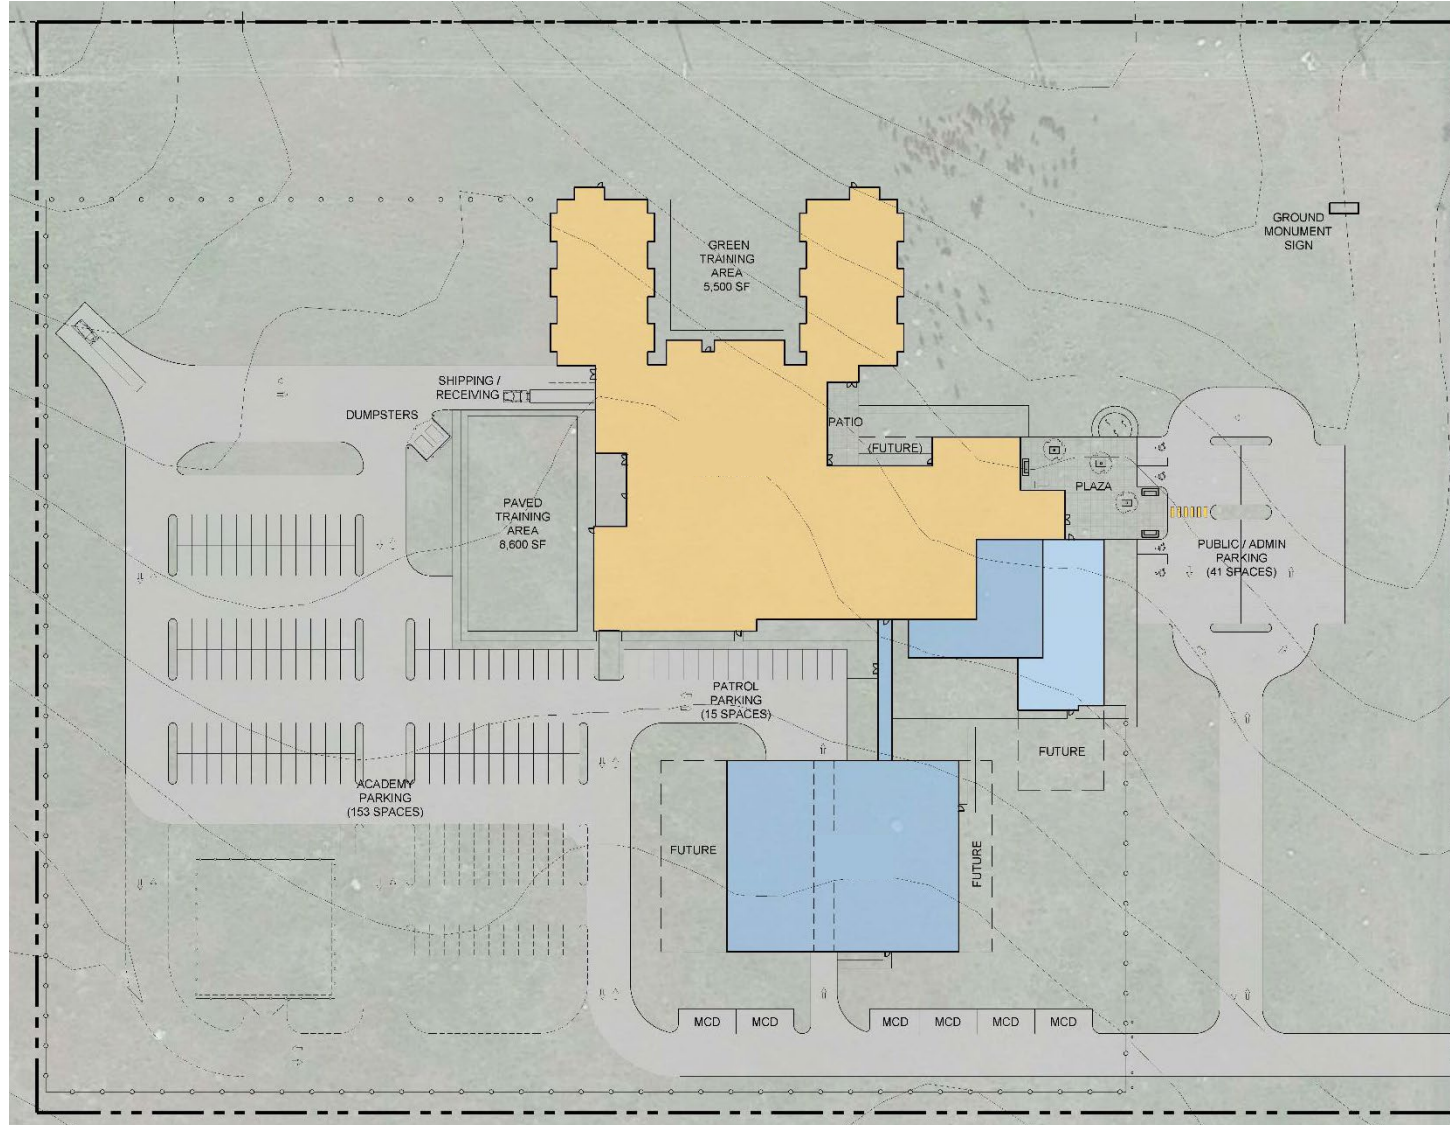 GROUND
MONUMENT
SIGN
GREEN
TRAINING
AREA
5,500 SF
SHIPPING /
RECEIVING
DUMPSTERS
PATIO
(FUTURE)
PLAZA
PAVED
TRAINING
AREA
8,600 SF
PUBLIC / ADMIN
PARKING
(41 SPACES)
PATROL
PARKING
(15 SPACES)
FUTURE
ACADEMY
PARKING
(153 SPACES)
FUTURE
FUTURE
MCD
MCD
MCD
MCD
MCD
MCD